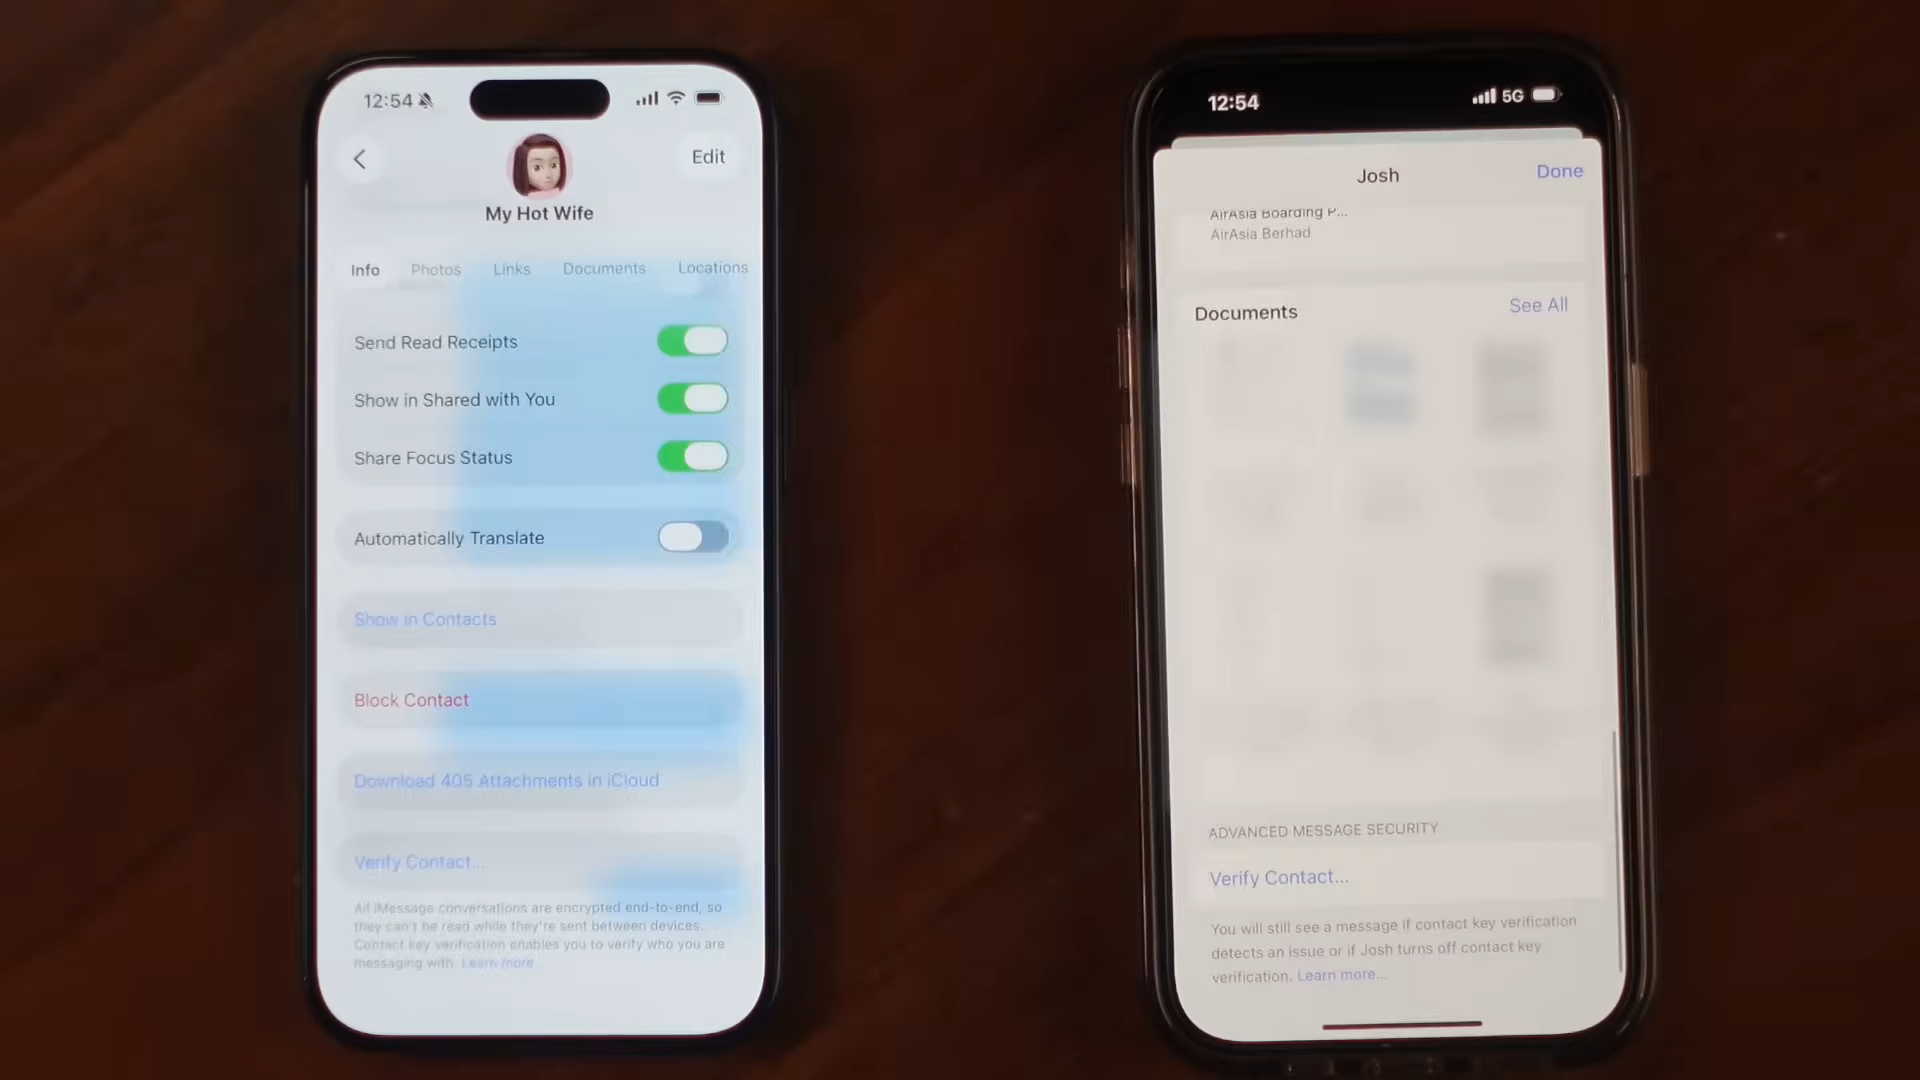 12:54
Edit
My Hot Wife
Info Photos Links Documents Locations
Send Read Receipts
Show in Shared with You
Share Focus Status
Automatically Translate
Show in Contacts
Block Contact
Download 405 Attachments in iCloud
Verify Contact...
All iMessage conversations are encrypted end-to-end, so
they can't be read while they're sent between devices.
Contact key verification enables you to verify who you are
messaging with. Learn more...
12:54 5G
Josh Done
AirAsia Boarding P...
AirAsia Berhad
Documents See All
ADVANCED MESSAGE SECURITY
Verify Contact...
You will still see a message if contact key verification
detects an issue or if Josh turns off contact key
verification. Learn more...